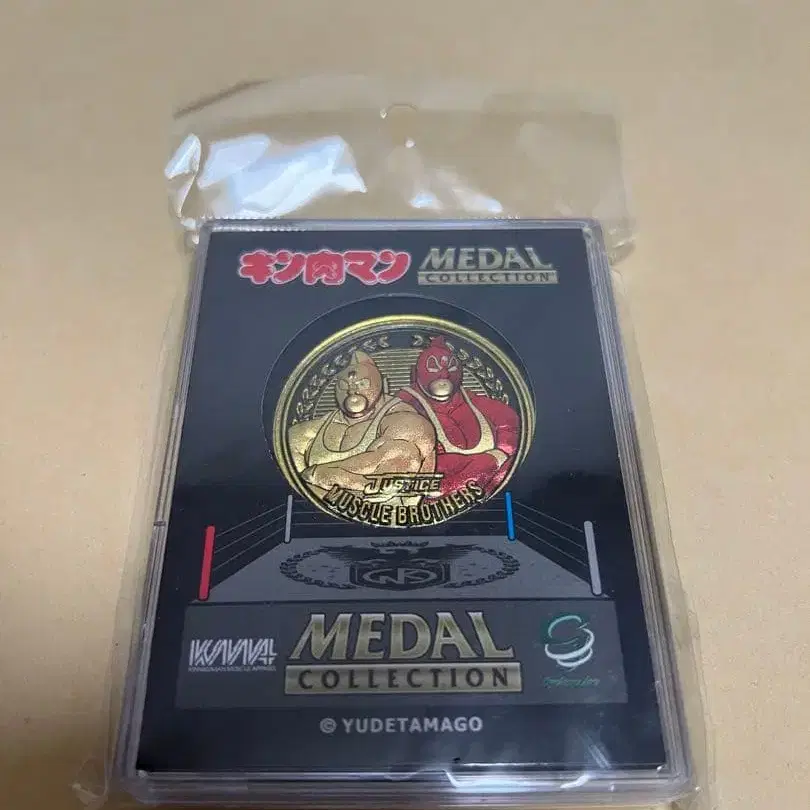 キン肉マン MEDAL
COLLECTION
JUSTICE
MUSCLE BROTHERS
MEDAL
COLLECTION
© YUDETAMAGO